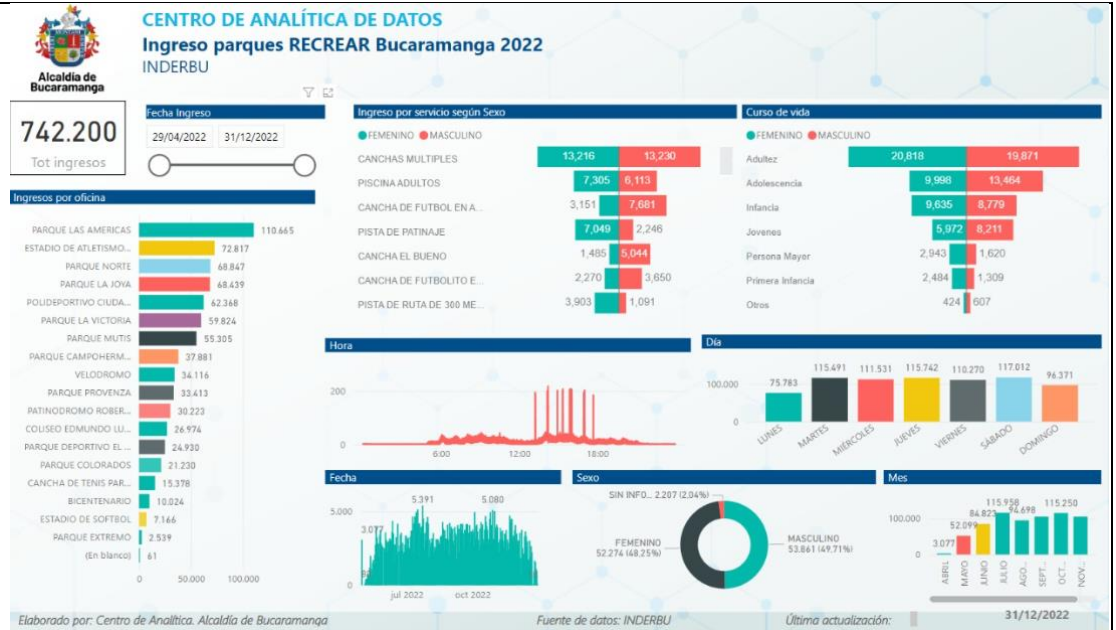 CENTRO DE ANALÍTICA DE DATOS
Ingreso parques RECREAR Bucaramanga 2022
INDERBU
Alcaldía de
Bucaramanga
742.200
Tot ingresos
Fecha Ingreso
29/04/2022 31/12/2022
Ingresos por oficina
PARQUE LAS AMERICAS 110.665
ESTADIO DE ATLETISMO... 72.817
PARQUE NORTE 68.847
PARQUE LA JOYA 68.439
POLIDEPORTIVO CIUDA... 62.368
PARQUE LA VICTORIA 59.824
PARQUE MUTIS 55.305
PARQUE CAMPOHERM... 37.881
VELODROMO 34.116
PARQUE PROVENZA 33.413
PATINODROMO ROBER... 30.223
COLISEO EDMUNDO LU... 26.974
PARQUE DEPORTIVO EL ... 24.930
PARQUE COLORADOS 21.230
CANCHA DE TENIS PAR... 15.378
BICENTENARIO 10.024
ESTADIO DE SOFTBOL 7.166
PARQUE EXTREMO 2.539
(En blanco) 61
0 50.000 100.000
Ingreso por servicio según Sexo
FEMENINO MASCULINO
CANCHAS MULTIPLES 13,216 13,230
PISCINA ADULTOS 7,305 6,113
CANCHA DE FUTBOL EN A... 3,151 7,681
PISTA DE PATINAJE 7,049 2,246
CANCHA EL BUENO 1,485 5,044
CANCHA DE FUTBOLITO E... 2,270 3,650
PISTA DE RUTA DE 300 ME... 3,903 1,091
Curso de vida
FEMENINO MASCULINO
Adultez 20,818 19,871
Adolescencia 9,998 13,464
Infancia 9,635 8,779
Jovenes 5,972 8,211
Persona Mayor 2,943 1,620
Primera Infancia 2,484 1,309
Otros 424 607
Hora
200
0
6:00 12:00 18:00
Día
100.000
0
75.783 115.491 111.531 115.742 110.270 117.012 96.371
LUNES MARTES MIÉRCOLES JUEVES VIERNES SÁBADO DOMINGO
Fecha
5.000
0
3.077 5.391 5.080
jul 2022 oct 2022
Sexo
SIN INFO... 2.207 (2,04%)
FEMENINO
52.274 (48,25%)
MASCULINO
53.861 (49,71%)
Mes
100.000
0
3.077 52.099 84.823 115.958 94.698 115.250
ABRIL MAYO JUNIO JULIO AGO... SEPT... OCT... NOV...
Elaborado por: Centro de Analítica. Alcaldía de Bucaramanga
Fuente de datos: INDERBU
Última actualización: 31/12/2022